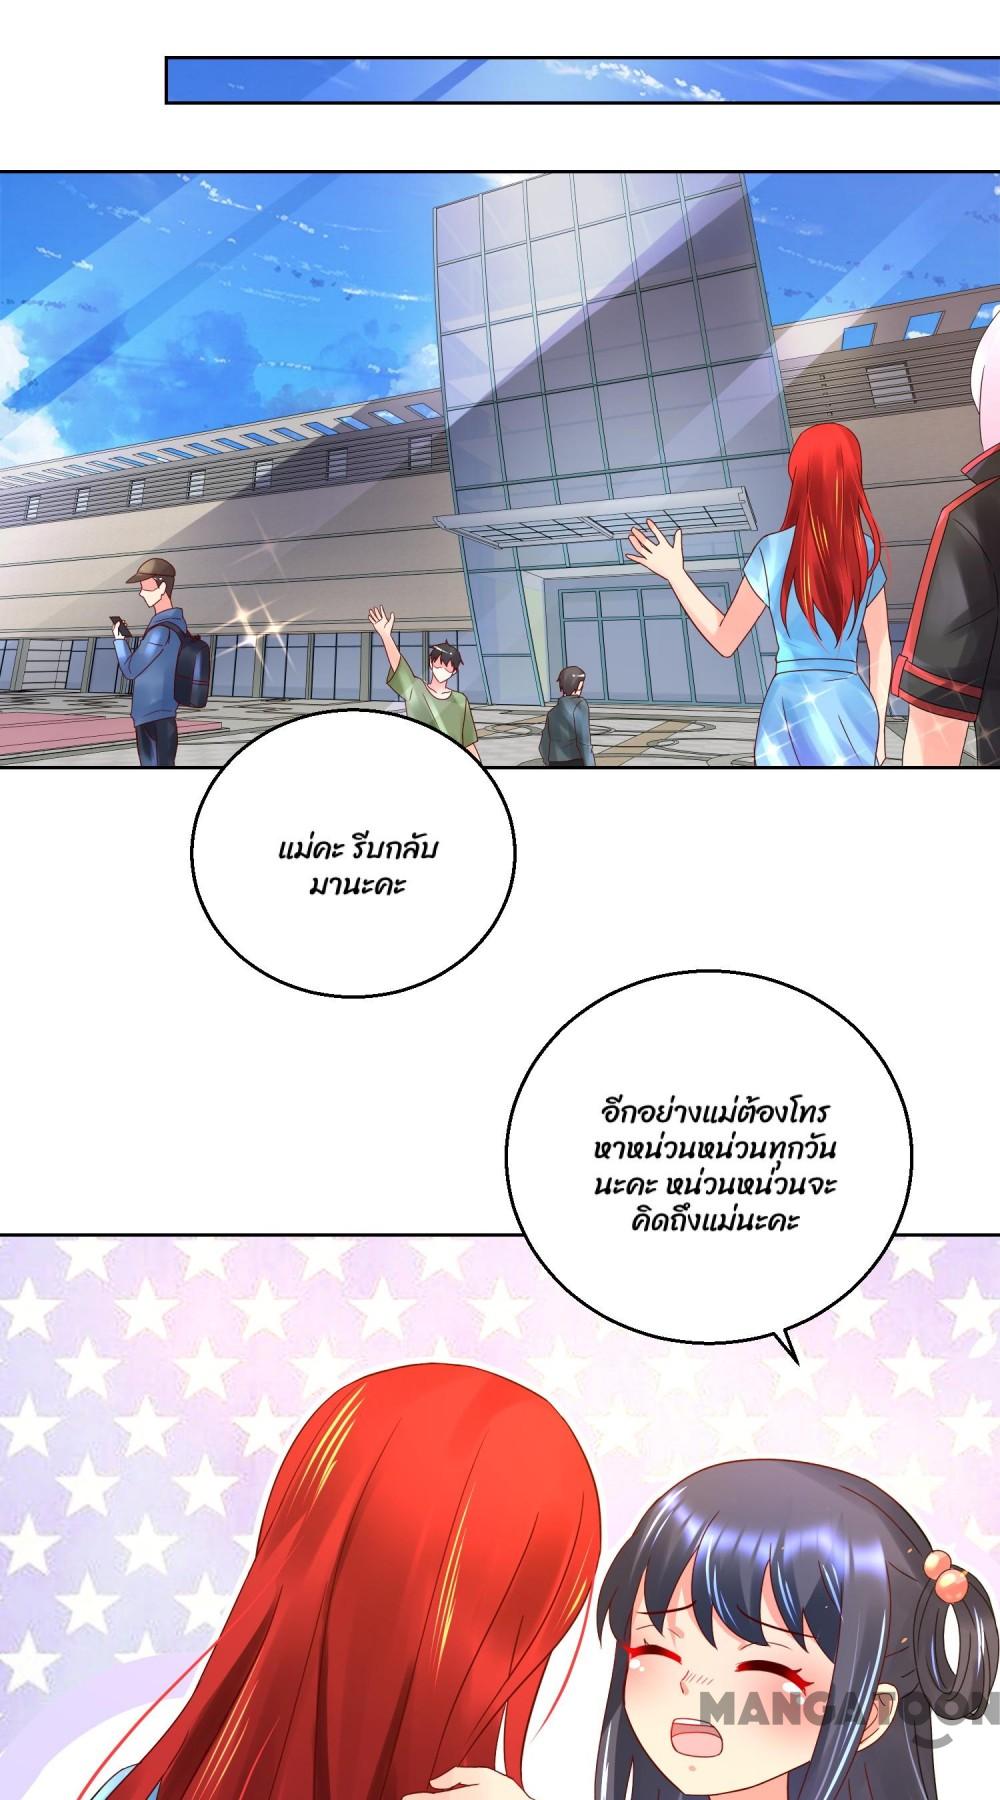 แม่คะ รีบกลับ
มานะคะ
อีกอย่างแม่ต้องโทร
หาหน่วนหน่วนทุกวัน
นะคะ หน่วนหน่วนจะ
คิดถึงแม่นะคะ
MANGATOON